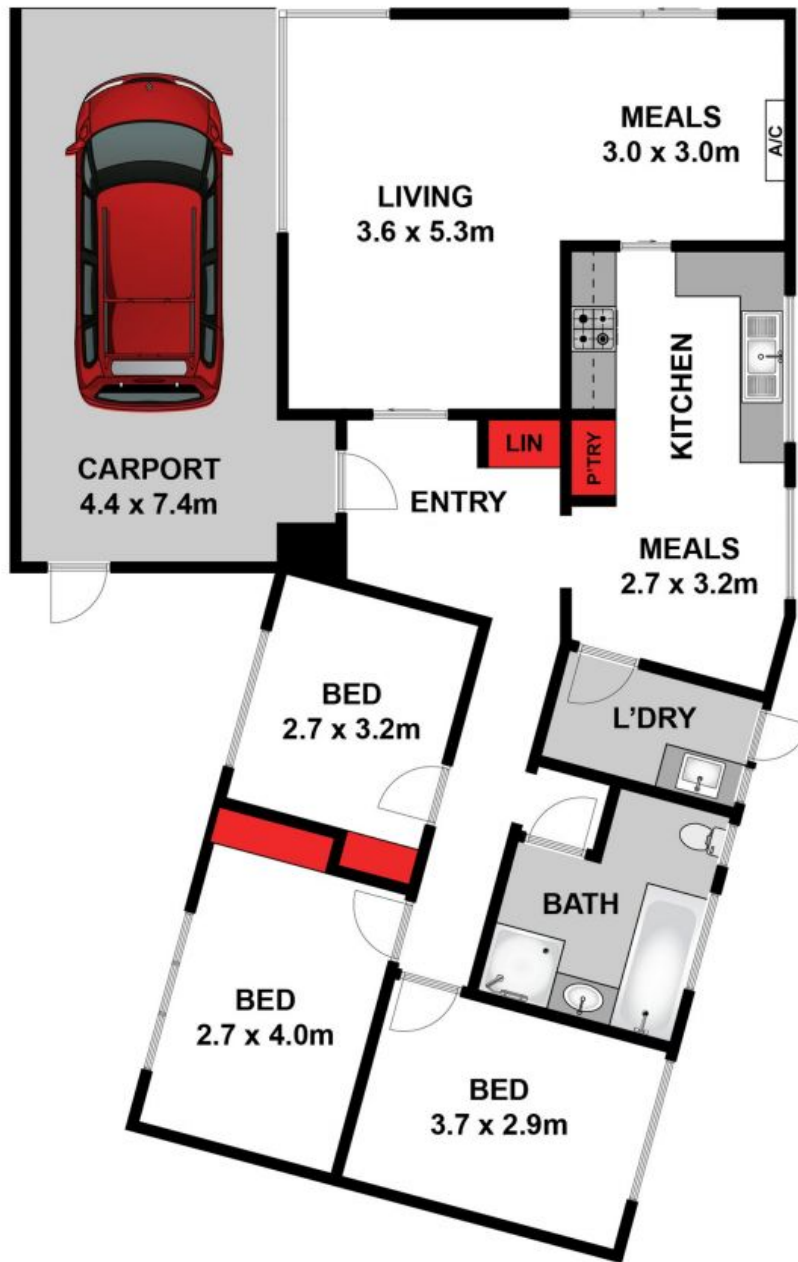 MEALS
3.0 x 3.0m
A/C
LIVING
3.6 x 5.3m
KITCHEN
LIN
P'TRY
CARPORT
4.4 x 7.4m
ENTRY
MEALS
2.7 x 3.2m
BED
2.7 x 3.2m
L'DRY
BATH
BED
2.7 x 4.0m
BED
3.7 x 2.9m